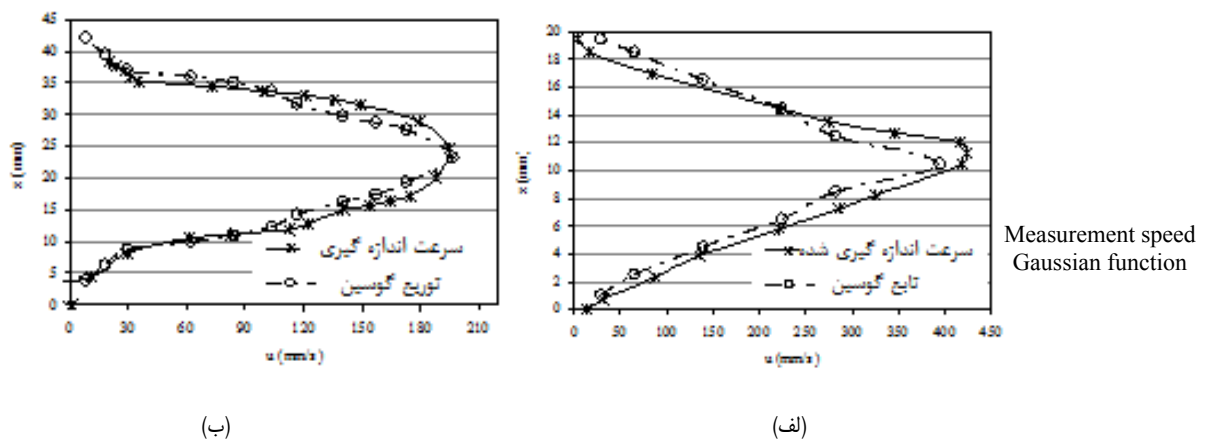 45
40
35
30
25
20
15
10
5
0
x (mm)
سرعت اندازه گیری
توزیع گوسین
0 30 60 90 120 150 180 210
u (mm/s)
(ب)
20
18
16
14
12
10
8
6
4
2
0
x (mm)
سرعت اندازه گیری شده
تابع گوسین
0 50 100 150 200 250 300 350 400 450
u (mm/s)
(لف)
Measurement speed
Gaussian function